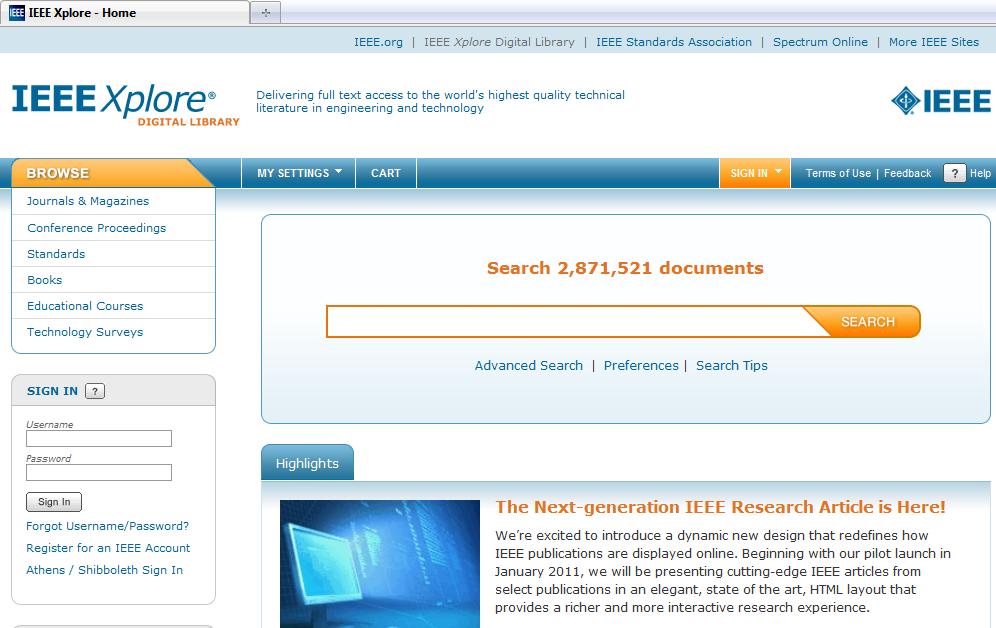 IEEE Xplore - Home
IEEE.org | IEEE Xplore Digital Library | IEEE Standards Association | Spectrum Online | More IEEE Sites
IEEE Xplore®
DIGITAL LIBRARY
Delivering full text access to the world's highest quality technical
literature in engineering and technology
IEEE
BROWSE
MY SETTINGS
CART
SIGN IN
Terms of Use | Feedback
? Help
Journals & Magazines
Conference Proceedings
Standards
Books
Educational Courses
Technology Surveys
Search 2,871,521 documents
SEARCH
Advanced Search | Preferences | Search Tips
SIGN IN ?
Username
Password
Sign In
Forgot Username/Password?
Register for an IEEE Account
Athens / Shibboleth Sign In
Highlights
The Next-generation IEEE Research Article is Here!
We’re excited to introduce a dynamic new design that redefines how
IEEE publications are displayed online. Beginning with our pilot launch in
January 2011, we will be presenting cutting-edge IEEE articles from
select publications in an elegant, state of the art, HTML layout that
provides a richer and more interactive research experience.